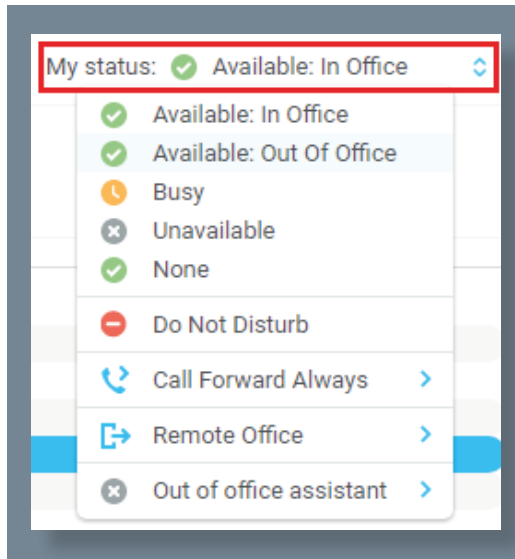 My status: Available: In Office
Available: In Office
Available: Out Of Office
Busy
Unavailable
None
Do Not Disturb
Call Forward Always
Remote Office
Out of office assistant